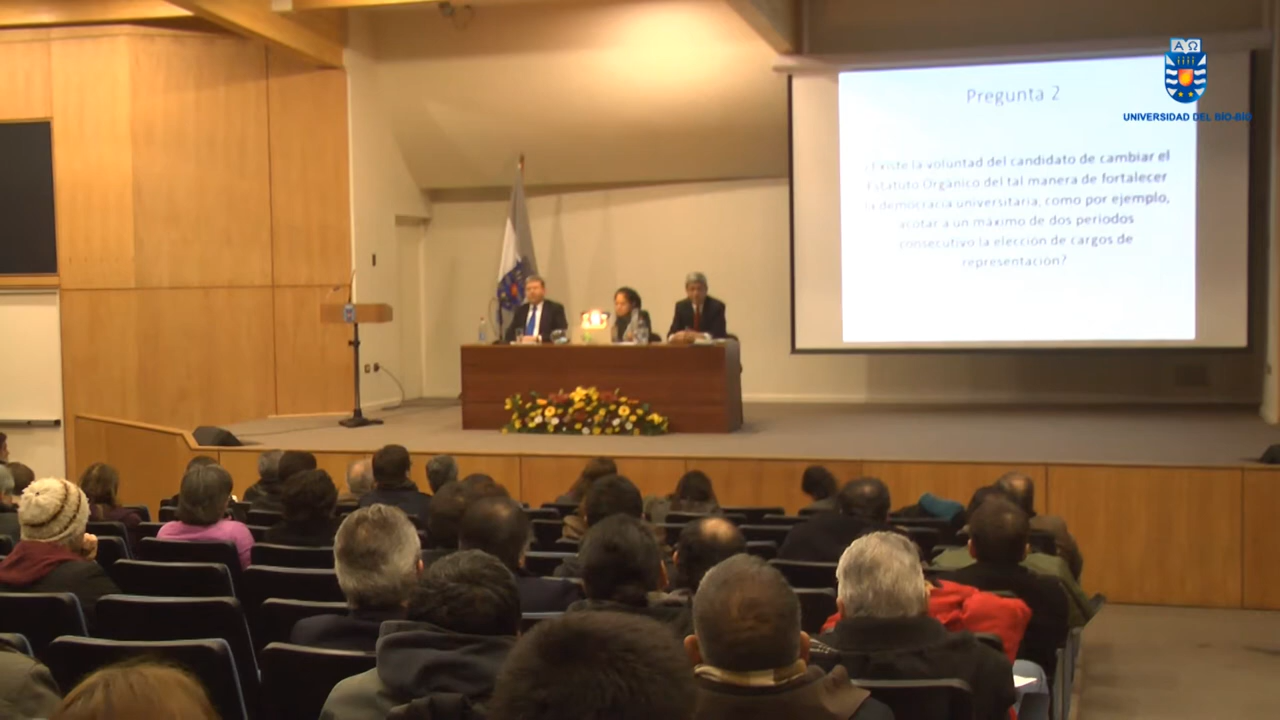 ΑΩ
UNIVERSIDAD DEL BÍO-BÍO
Pregunta 2
¿Existe la voluntad del candidato de cambiar el
Estatuto Orgánico del tal manera de fortalecer
la democracia universitaria, como por ejemplo,
acotar a un máximo de dos periodos
consecutivo la elección de cargos de
representación?